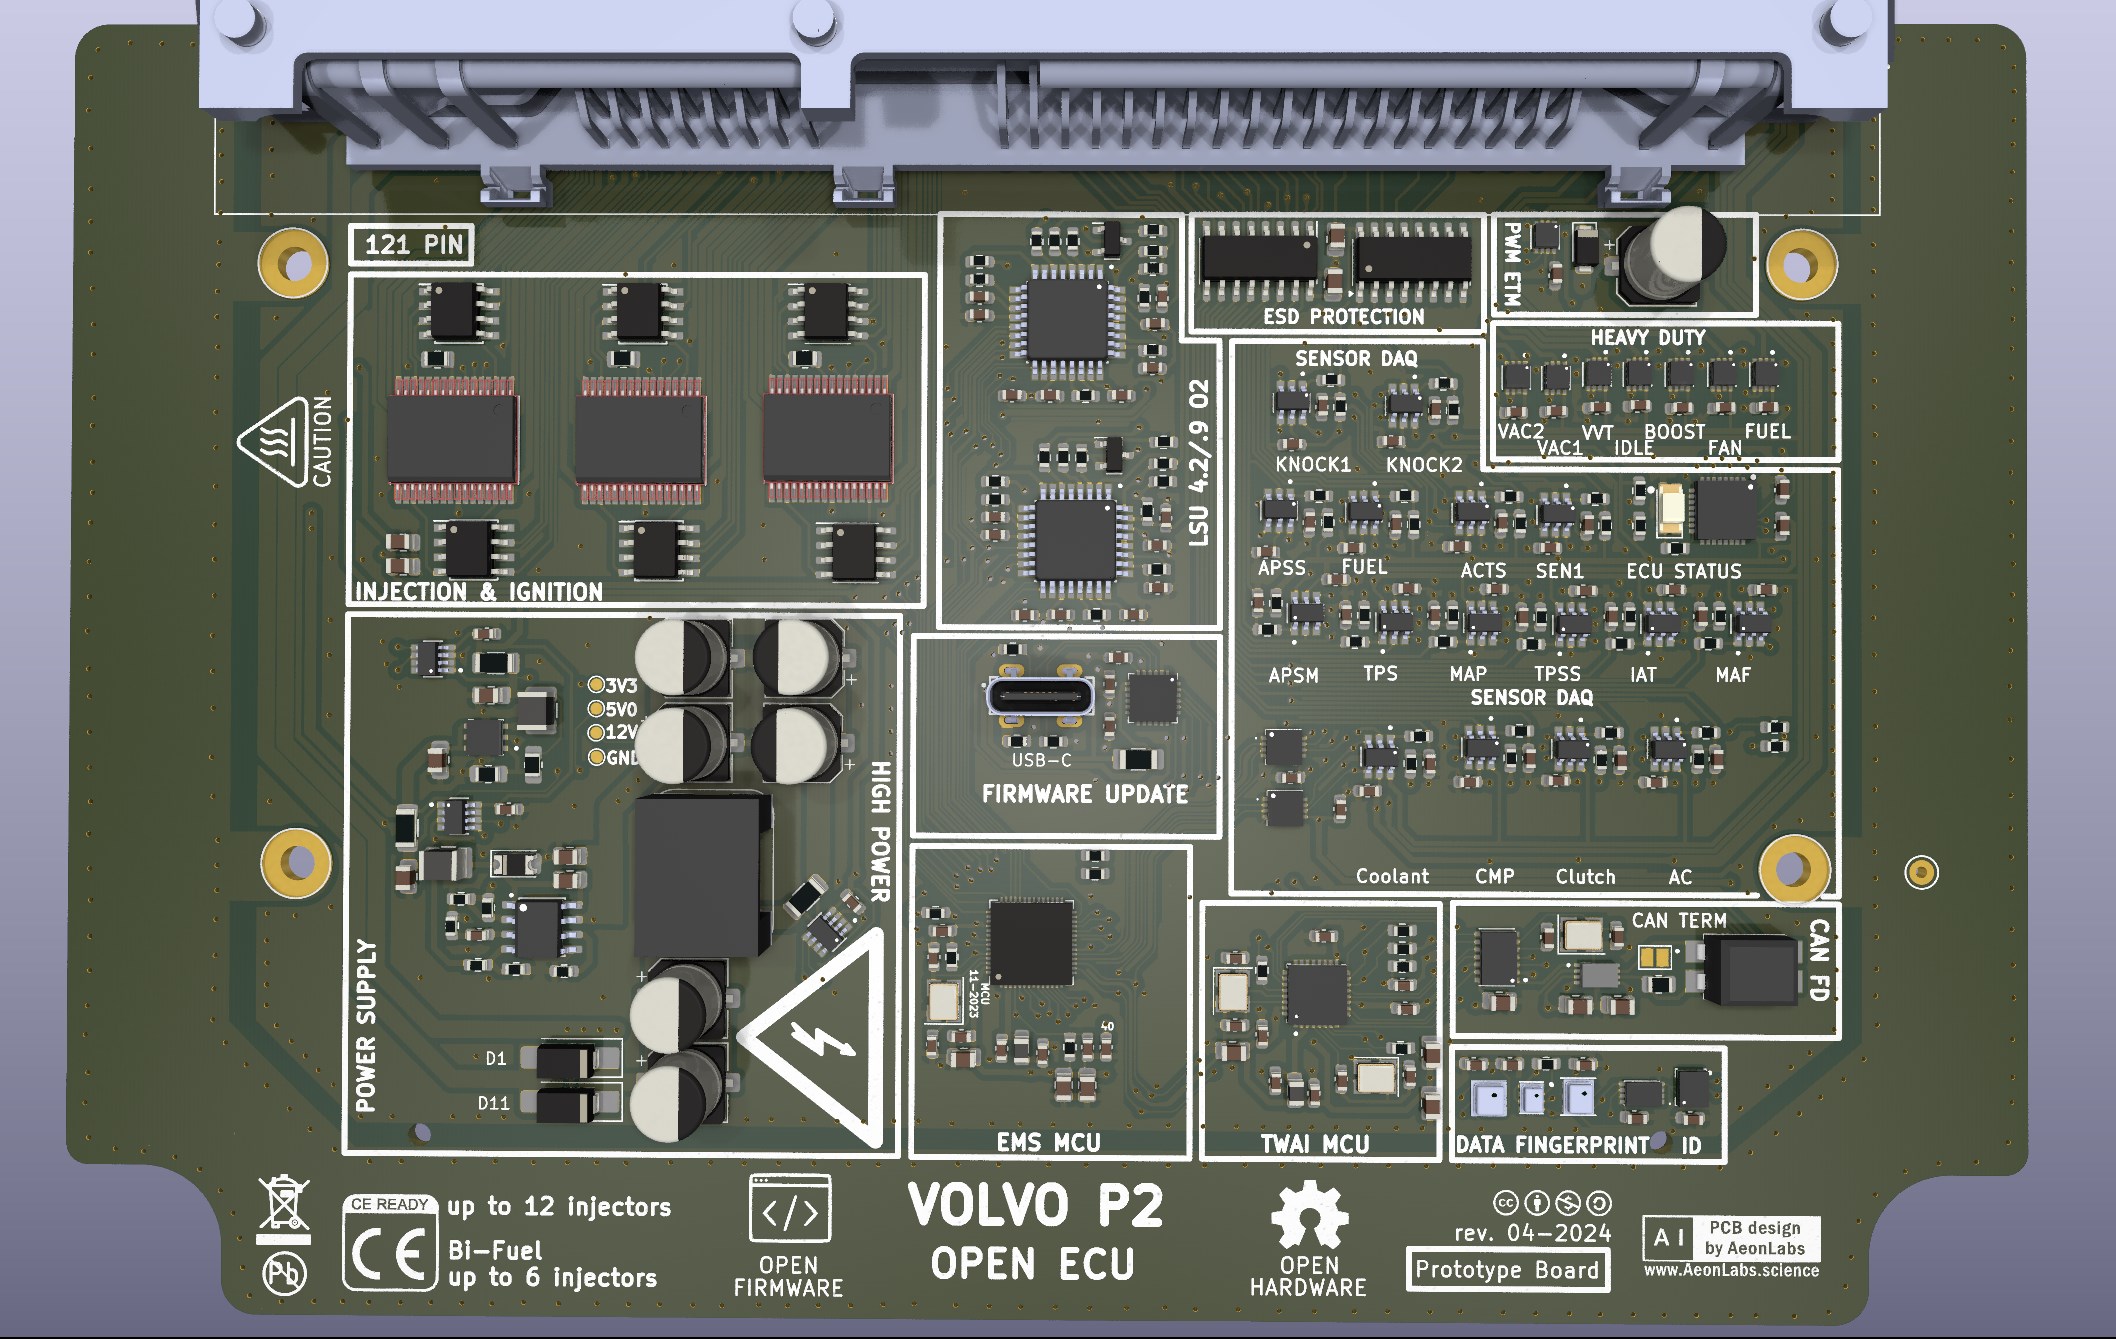 121 PIN
CAUTION
INJECTION & IGNITION
LSU 4.2/.9 O2
ESD PROTECTION
PWM ETM
HEAVY DUTY
VAC2
VAC1
VVT
IDLE
BOOST
FAN
FUEL
SENSOR DAQ
KNOCK1
KNOCK2
APSS
FUEL
ACTS
SEN1
ECU STATUS
APSM
TPS
MAP
TPSS
IAT
MAF
SENSOR DAQ
Coolant
CMP
Clutch
AC
3V3
5V0
12V
GND
HIGH POWER
POWER SUPPLY
D1
D11
USB-C
FIRMWARE UPDATE
MCU
11-2023
40
EMS MCU
TWAI MCU
CAN TERM
CAN FD
DATA FINGERPRINT
ID
Pb
CE READY
CE
up to 12 injectors
Bi-Fuel
up to 6 injectors
</>
OPEN
FIRMWARE
VOLVO P2
OPEN ECU
OPEN
HARDWARE
cc
rev. 04-2024
Prototype Board
AI
PCB design
by AeonLabs
www.AeonLabs.science